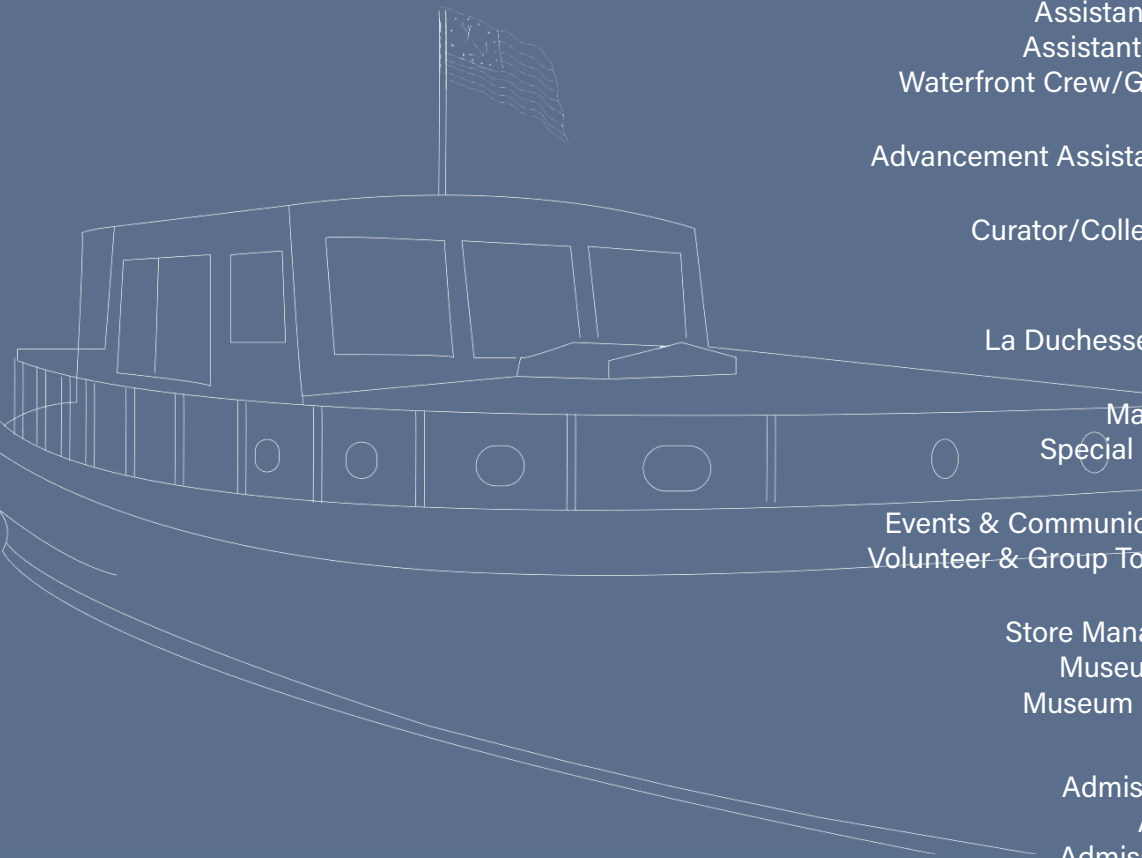 Assistan
Assistant
Waterfront Crew/G
Advancement Assista
Curator/Colle
La Duchesse
Ma
Special
Events & Communic
Volunteer & Group To
Store Mana
Museu
Museum
Admis
Admis